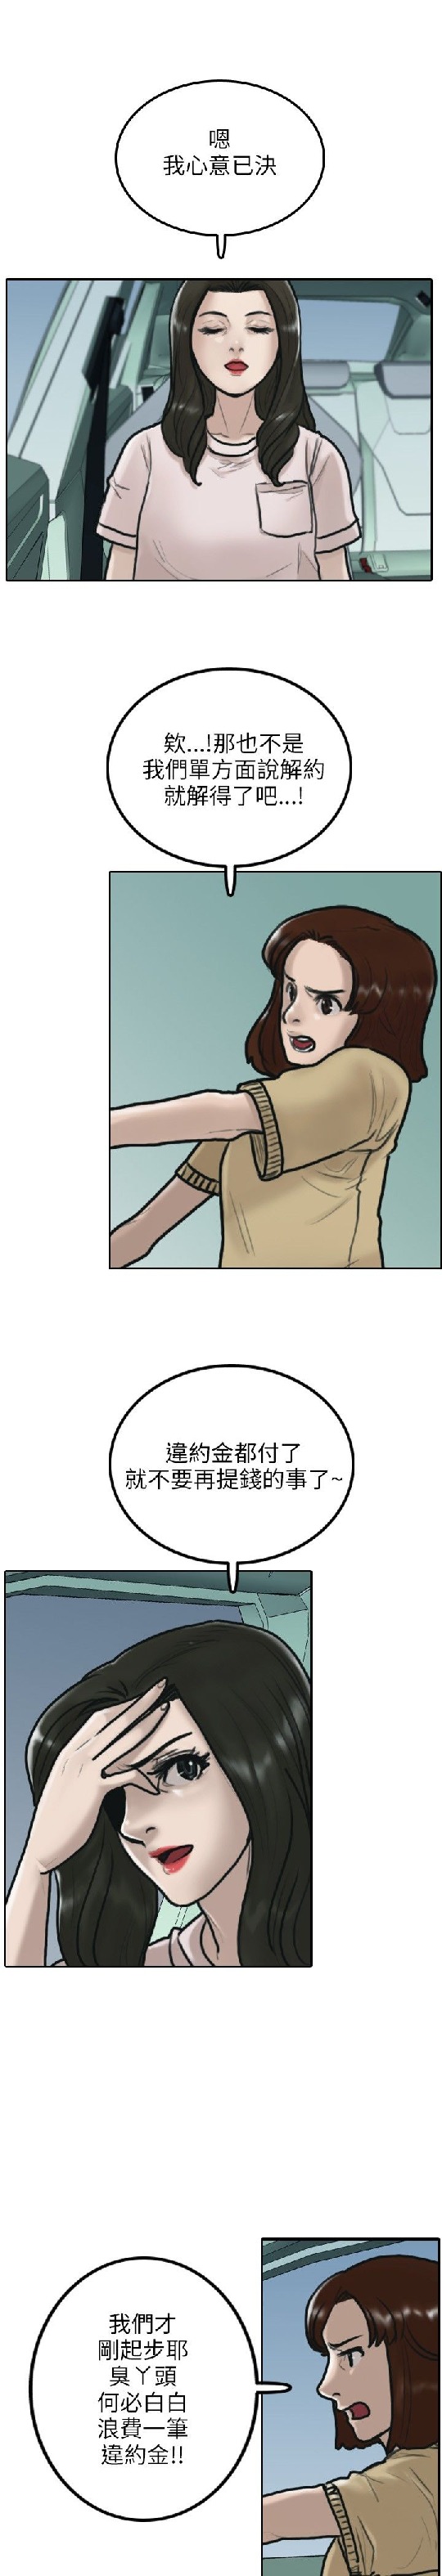 嗯
我心意已決
欸...!那也不是
我們單方面說解約
就解得了吧...!
違約金都付了
就不要再提錢的事了~
我們才
剛起步耶
臭丫頭
何必白白
浪費一筆
違約金!!